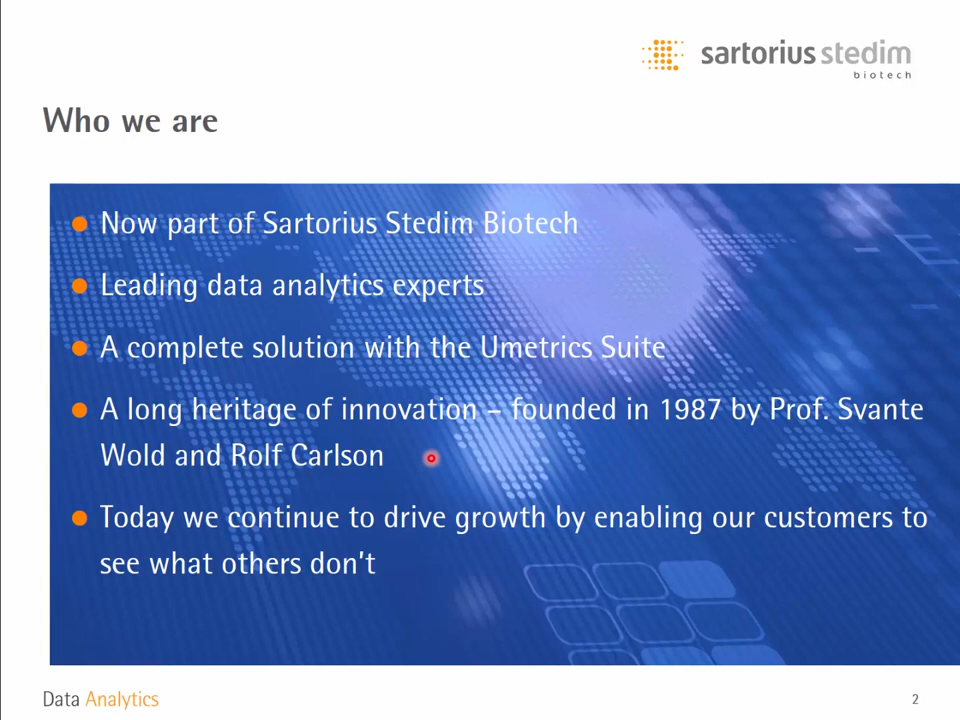 sartorius stedim
biotech
Who we are
Now part of Sartorius Stedim Biotech
Leading data analytics experts
A complete solution with the Umetrics Suite
A long heritage of innovation – founded in 1987 by Prof. Svante
Wold and Rolf Carlson
Today we continue to drive growth by enabling our customers to
see what others don't
Data Analytics
2